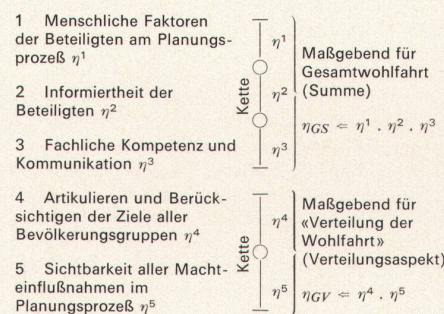 1 Menschliche Faktoren
der Beteiligten am Planungs-
prozeß η¹
2 Informiertheit der
Beteiligten η²
3 Fachliche Kompetenz und
Kommunikation η³
Kette
η¹
η²
η³
Maßgebend für
Gesamtwohlfahrt
(Summe)
ηGS ⋲ η¹ . η² . η³
4 Artikulieren und Berück-
sichtigen der Ziele aller
Bevölkerungsgruppen η⁴
5 Sichtbarkeit aller Macht-
einflußnahmen im
Planungsprozeß η⁵
Kette
η⁴
η⁵
Maßgebend für
«Verteilung der
Wohlfahrt»
(Verteilungsaspekt)
ηGV ⋲ η⁴ . η⁵